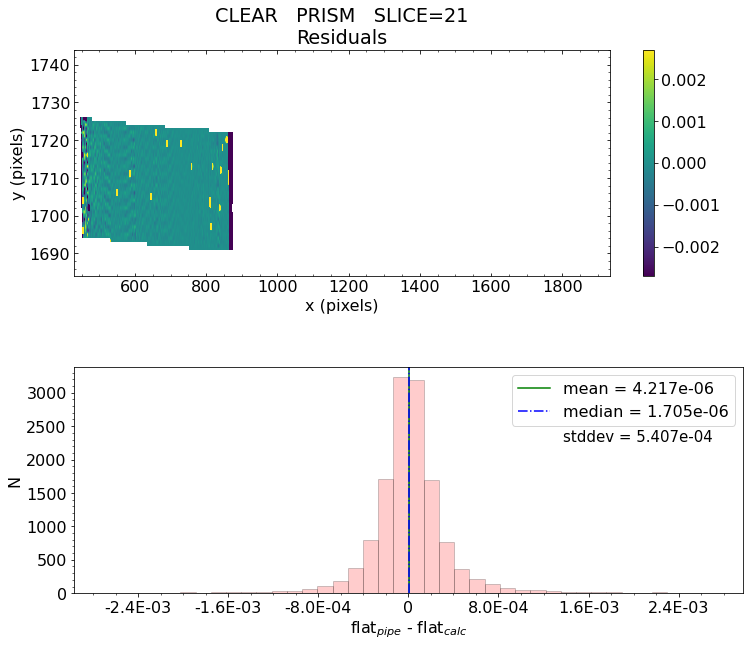 CLEAR PRISM SLICE=21
Residuals
1740
1730
1720
1710
1700
1690
y (pixels)
600 800 1000 1200 1400 1600 1800
x (pixels)
0.002
0.001
0.000
−0.001
−0.002
3000
2500
2000
1500
1000
500
0
N
mean = 4.217e-06
median = 1.705e-06
stddev = 5.407e-04
-2.4E-03 -1.6E-03 -8.0E-04 0 8.0E-04 1.6E-03 2.4E-03
flatpipe - flatcalc